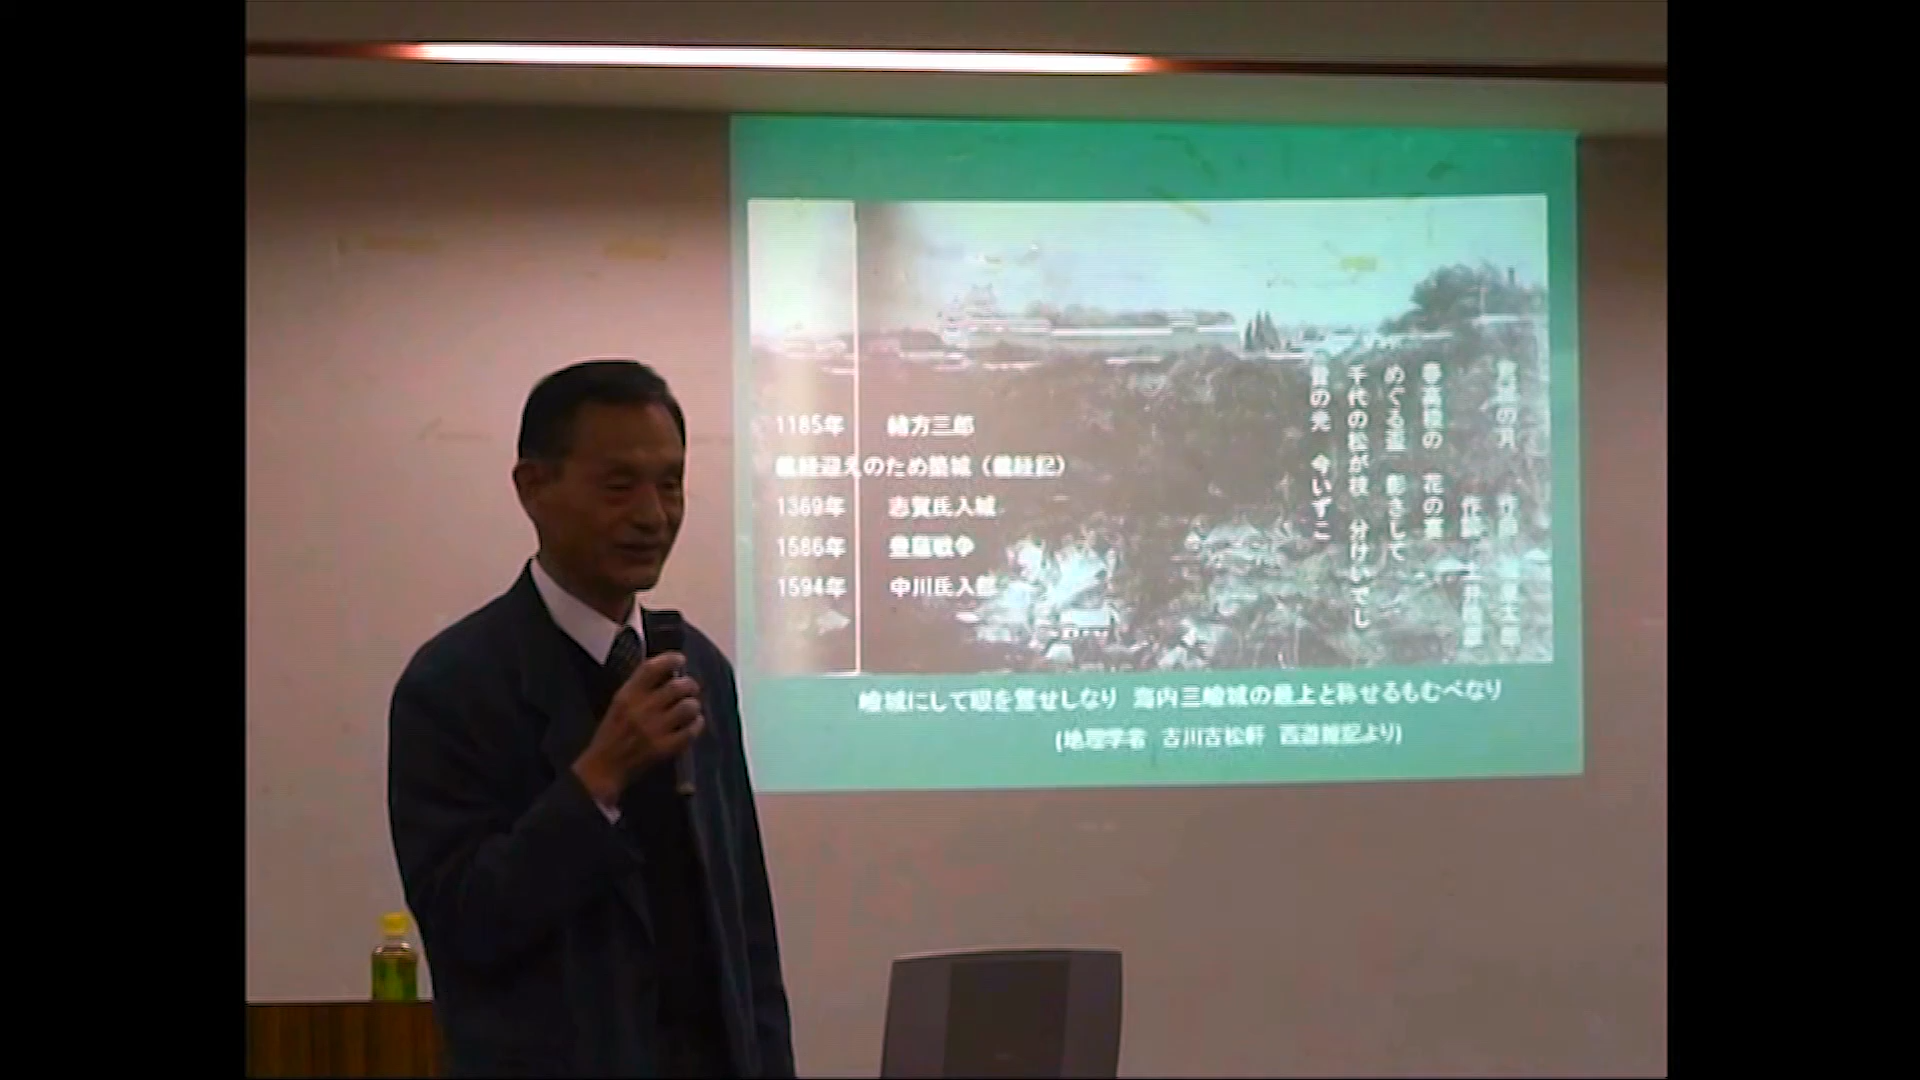 1185年 緒方三郎
義経迎えのため築城（義経記）
1369年 志賀氏入城
1586年 豊薩戦争
1594年 中川氏入部
荒城の月
作曲 滝廉太郎
作詞 土井晩翠
春高楼の 花の宴
めぐる盃 影さして
千代の松が枝 分けいでし
昔の光 今いずこ
嶮城にして眼を驚せしなり 海内三嶮城の最上と称せるもむべなり
(地理学者 古川古松軒 西遊雑記より)